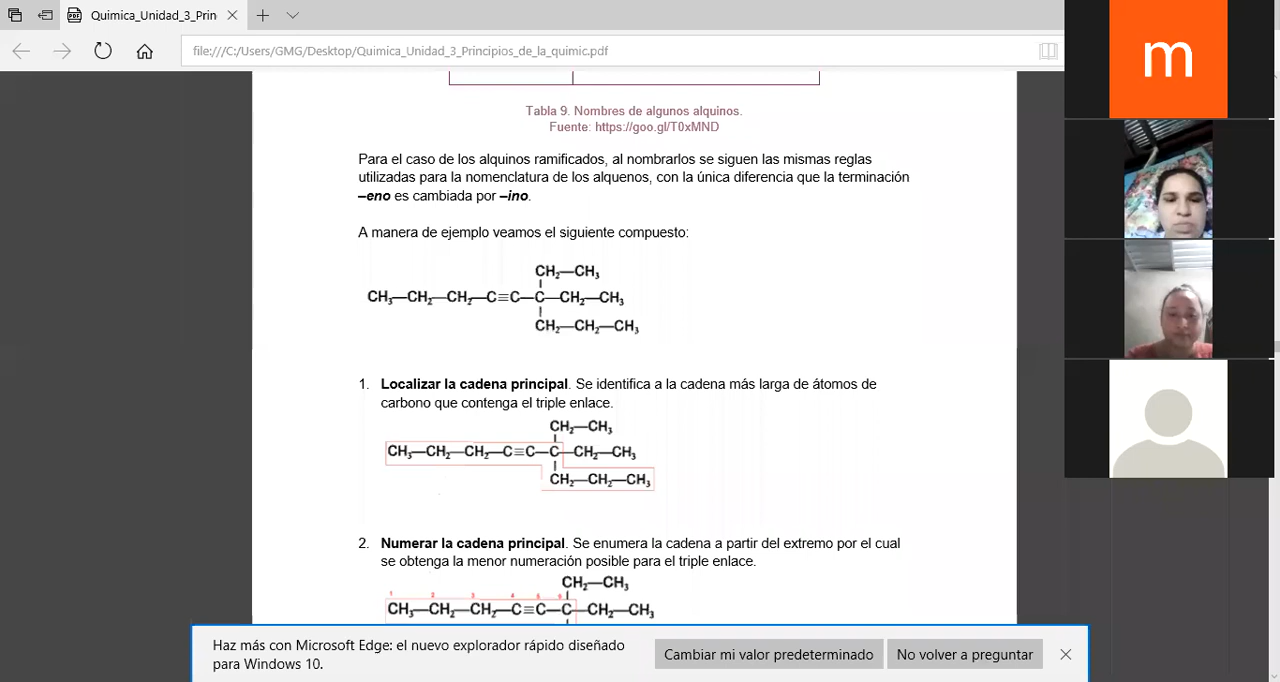 Quimica_Unidad_3_Prin
file:///C:/Users/GMG/Desktop/Quimica_Unidad_3_Principios_de_la_quimic.pdf
m
Tabla 9. Nombres de algunos alquinos.
Fuente: https://goo.gl/T0xMND
Para el caso de los alquinos ramificados, al nombrarlos se siguen las mismas reglas
utilizadas para la nomenclatura de los alquenos, con la única diferencia que la terminación
–eno es cambiada por –ino.
A manera de ejemplo veamos el siguiente compuesto:
CH₂—CH₃
CH₃—CH₂—CH₂—C≡C—C—CH₂—CH₃
CH₂—CH₂—CH₃
1. Localizar la cadena principal. Se identifica a la cadena más larga de átomos de
carbono que contenga el triple enlace.
CH₂—CH₃
CH₃—CH₂—CH₂—C≡C—C—CH₂—CH₃
CH₂—CH₂—CH₃
2. Numerar la cadena principal. Se enumera la cadena a partir del extremo por el cual
se obtenga la menor numeración posible para el triple enlace.
CH₂—CH₃
1 2 3 4 5 6
CH₃—CH₂—CH₂—C≡C—C—CH₂—CH₃
Haz más con Microsoft Edge: el nuevo explorador rápido diseñado
para Windows 10.
Cambiar mi valor predeterminado
No volver a preguntar